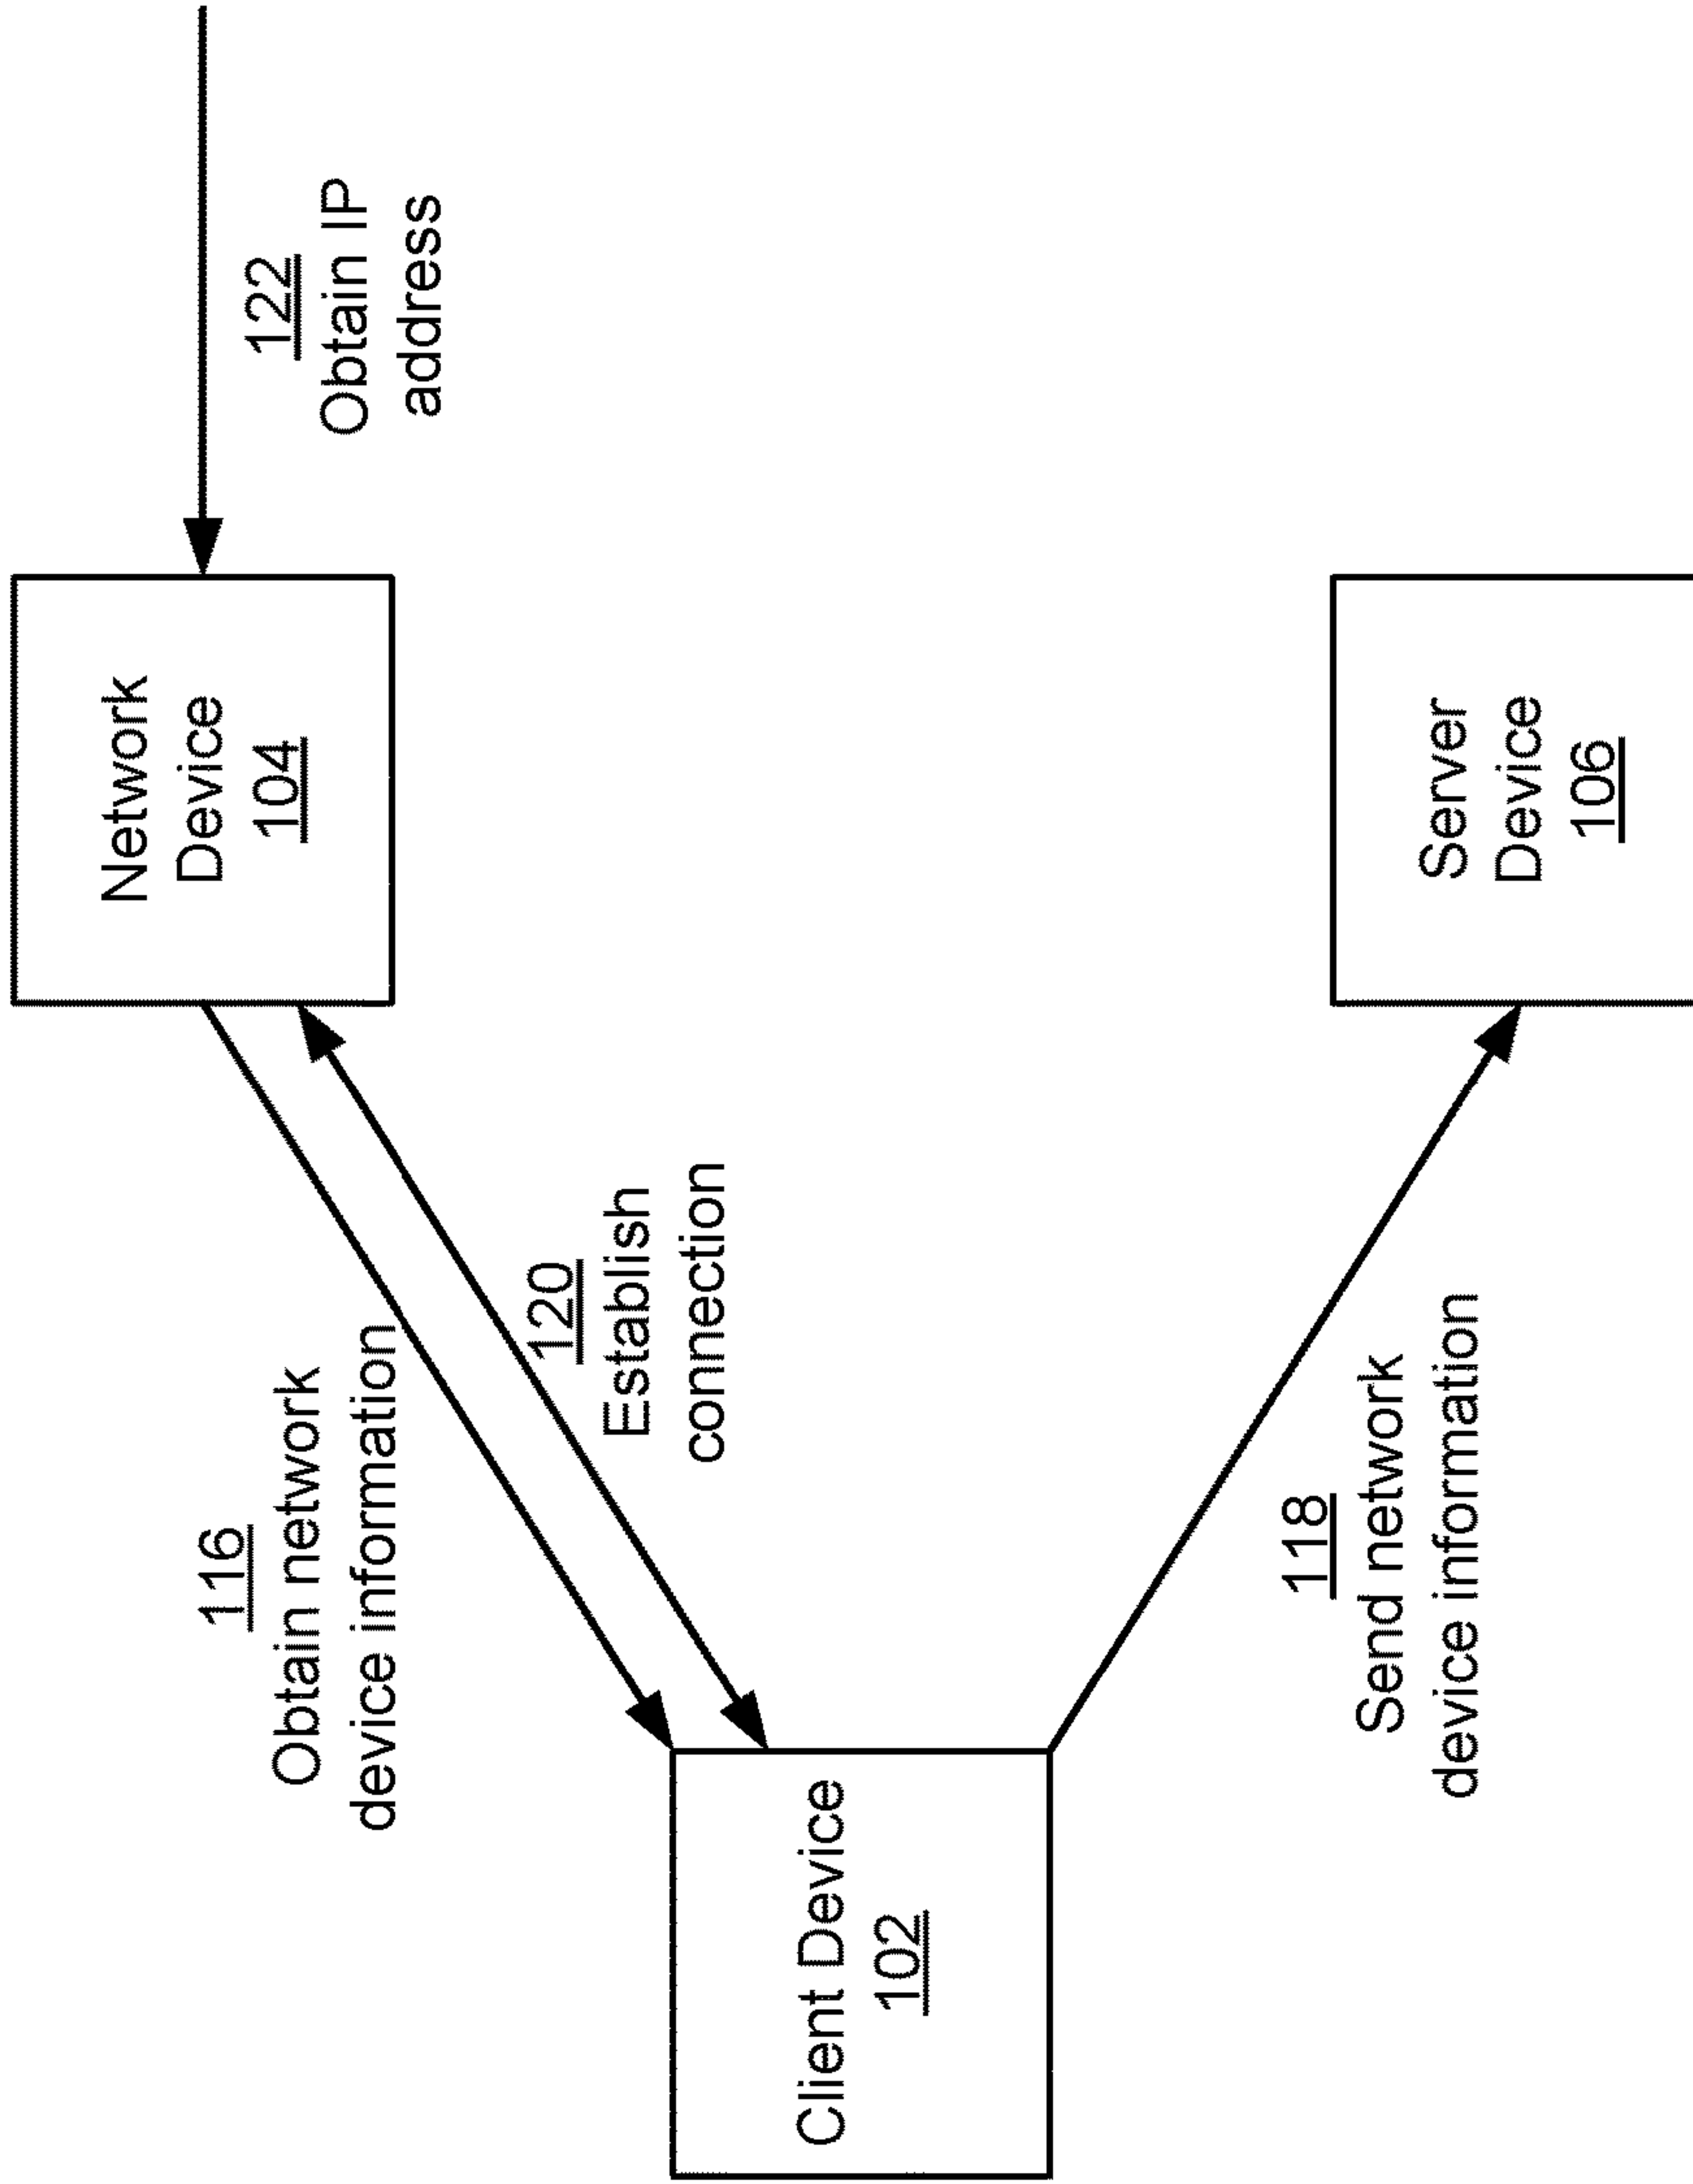 116
Obtain network
device information
Network
Device
104
122
Obtain IP
address
120
Establish
connection
Client Device
102
118
Send network
device information
Server
Device
106